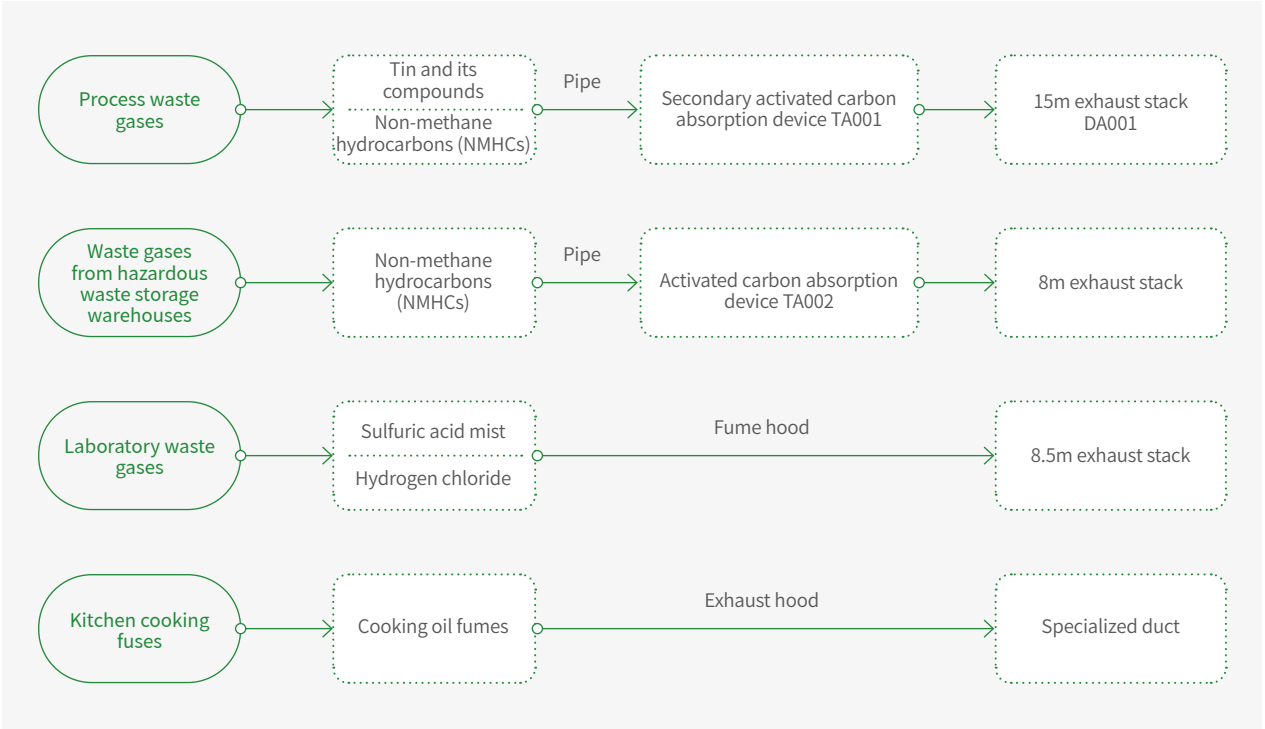 Process waste
gases
Tin and its
compounds
Non-methane
hydrocarbons (NMHCs)
Pipe
Secondary activated carbon
absorption device TA001
15m exhaust stack
DA001
Waste gases
from hazardous
waste storage
warehouses
Non-methane
hydrocarbons
(NMHCs)
Pipe
Activated carbon absorption
device TA002
8m exhaust stack
Laboratory waste
gases
Sulfuric acid mist
Hydrogen chloride
Fume hood
8.5m exhaust stack
Kitchen cooking
fuses
Cooking oil fumes
Exhaust hood
Specialized duct